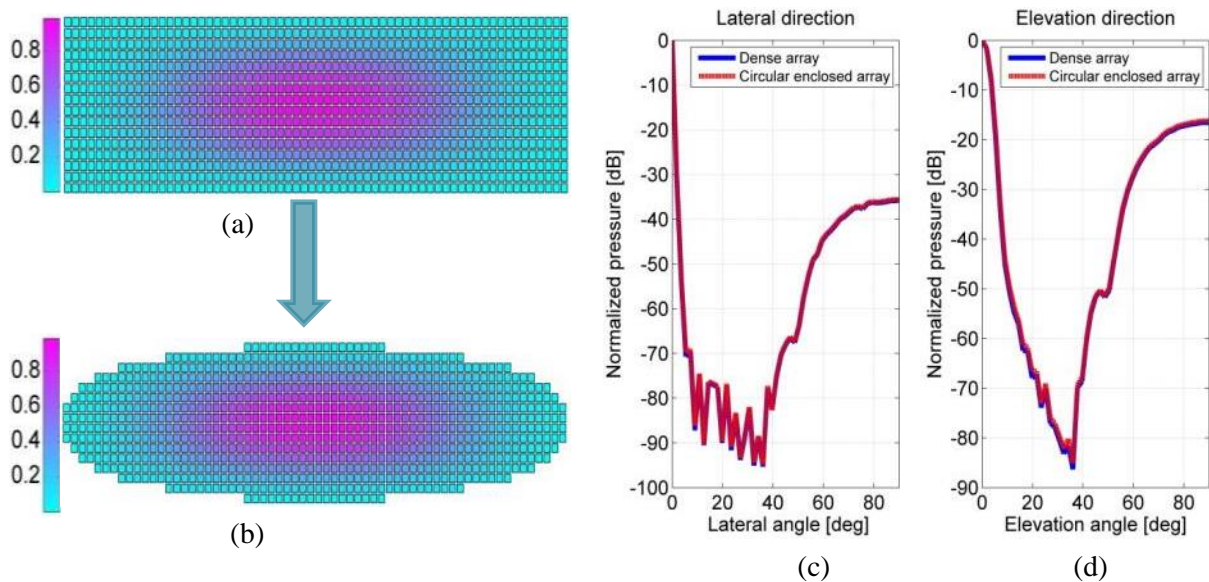 0.8
0.6
0.4
0.2
(a)
0.8
0.6
0.4
0.2
(b)
Lateral direction
Dense array
Circular enclosed array
Normalized pressure [dB]
0
-10
-20
-30
-40
-50
-60
-70
-80
-90
-100
0 20 40 60 80
Lateral angle [deg]
(c)
Elevation direction
Dense array
Circular enclosed array
Normalized pressure [dB]
0
-10
-20
-30
-40
-50
-60
-70
-80
-90
0 20 40 60 80
Elevation angle [deg]
(d)